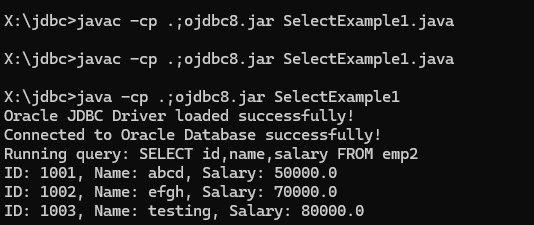 X:\jdbc>javac -cp .;ojdbc8.jar SelectExample1.java
X:\jdbc>javac -cp .;ojdbc8.jar SelectExample1.java
X:\jdbc>java -cp .;ojdbc8.jar SelectExample1
Oracle JDBC Driver loaded successfully!
Connected to Oracle Database successfully!
Running query: SELECT id,name,salary FROM emp2
ID: 1001, Name: abcd, Salary: 50000.0
ID: 1002, Name: efgh, Salary: 70000.0
ID: 1003, Name: testing, Salary: 80000.0